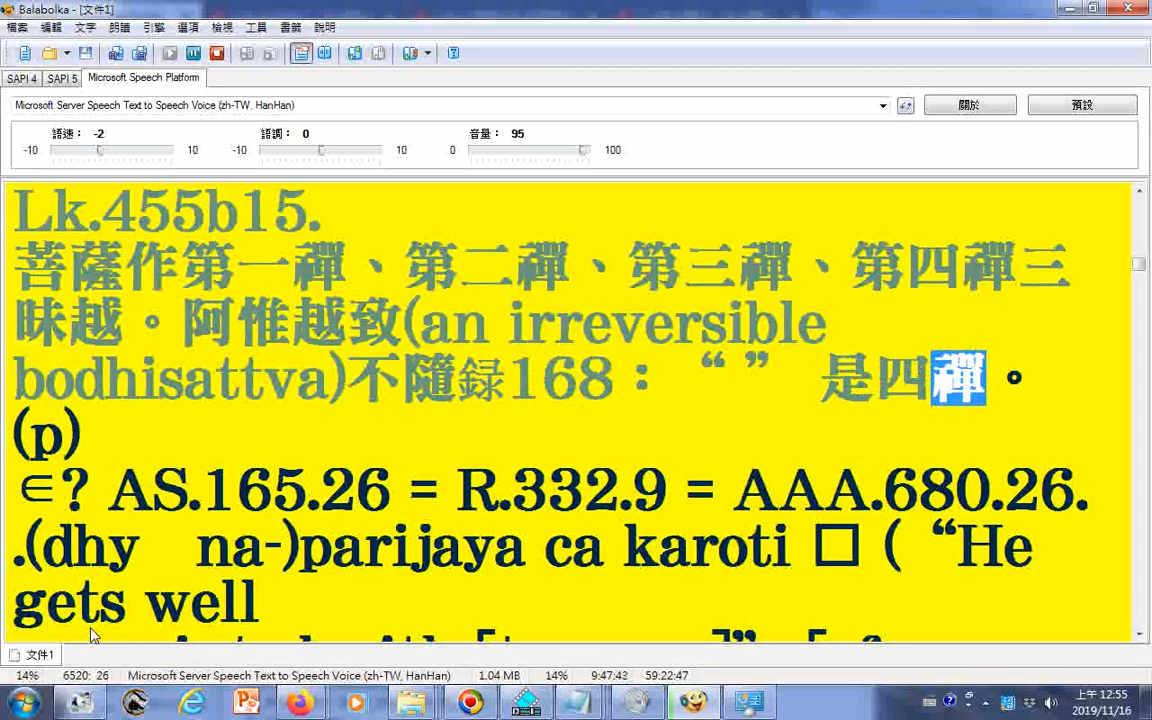 Balabolka - [文件1]
檔案 編輯 文字 朗讀 引擎 選項 檢視 工具 書籤 說明
SAPI 4 SAPI 5 Microsoft Speech Platform
Microsoft Server Speech Text to Speech Voice (zh-TW, HanHan) 關於 預設
語速： -2 語調： 0 音量： 95
-10 10 -10 10 0 100
Lk.455b15.
菩薩作第一禪、第二禪、第三禪、第四禪三
昧越。阿惟越致(an irreversible
bodhisattva)不隨録168：“ ” 是四禪。
(p)
∈? AS.165.26 = R.332.9 = AAA.680.26.
.(dhy na-)parijaya ca karoti □ ( “He
gets well
文件1
14% 6520: 26 Microsoft Server Speech Text to Speech Voice (zh-TW, HanHan) 1.04 MB 14% 9:47:43 59:22:47
上午 12:55
2019/11/16